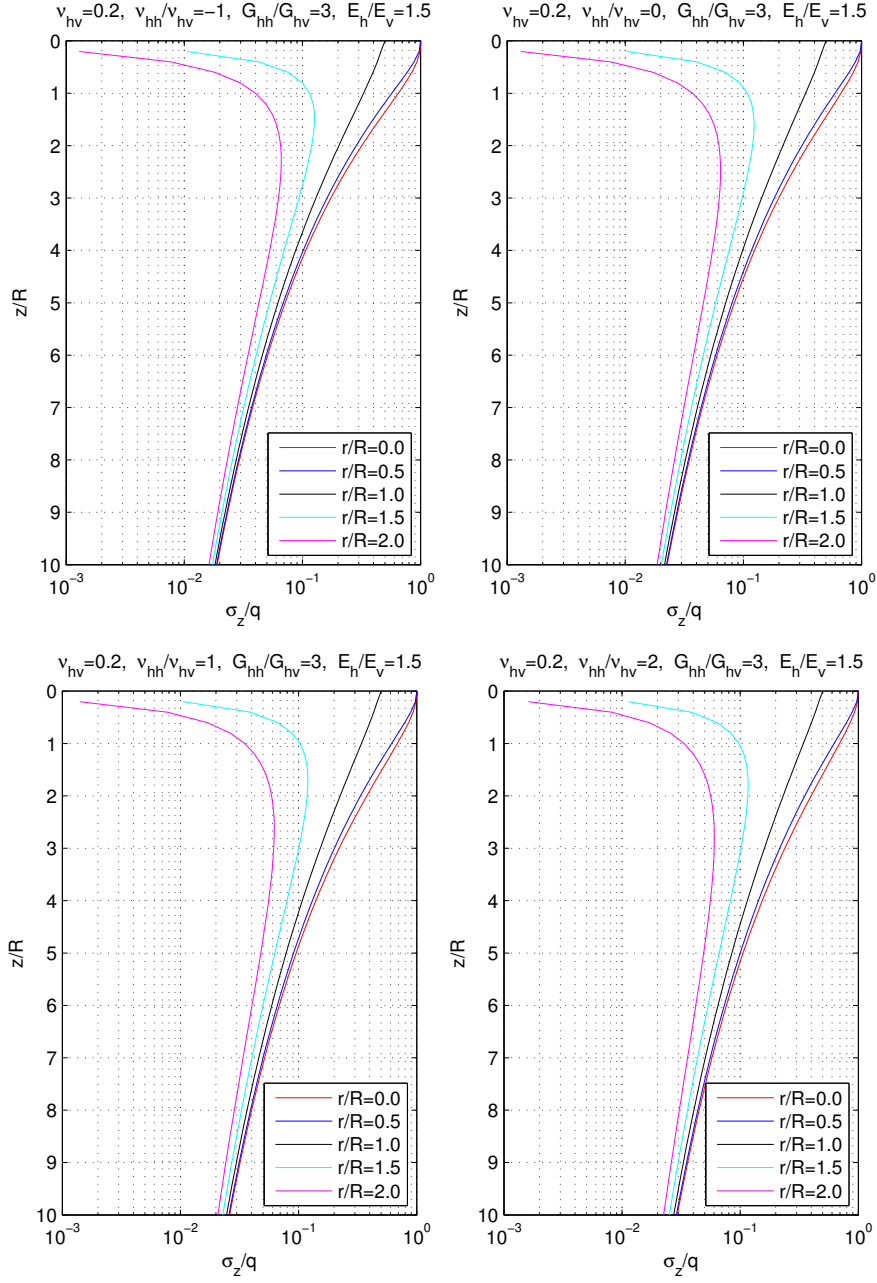 ν_hv=0.2, ν_hh/ν_hv=−1, G_hh/G_hv=3, E_h/E_v=1.5
0
1
2
3
4
5
6
7
8
9
10
z/R
r/R=0.0
r/R=0.5
r/R=1.0
r/R=1.5
r/R=2.0
10^−3 10^−2 10^−1 10^0
σ_z/q
ν_hv=0.2, ν_hh/ν_hv=0, G_hh/G_hv=3, E_h/E_v=1.5
0
1
2
3
4
5
6
7
8
9
10
z/R
r/R=0.0
r/R=0.5
r/R=1.0
r/R=1.5
r/R=2.0
10^−3 10^−2 10^−1 10^0
σ_z/q
ν_hv=0.2, ν_hh/ν_hv=1, G_hh/G_hv=3, E_h/E_v=1.5
0
1
2
3
4
5
6
7
8
9
10
z/R
r/R=0.0
r/R=0.5
r/R=1.0
r/R=1.5
r/R=2.0
10^−3 10^−2 10^−1 10^0
σ_z/q
ν_hv=0.2, ν_hh/ν_hv=2, G_hh/G_hv=3, E_h/E_v=1.5
0
1
2
3
4
5
6
7
8
9
10
z/R
r/R=0.0
r/R=0.5
r/R=1.0
r/R=1.5
r/R=2.0
10^−3 10^−2 10^−1 10^0
σ_z/q